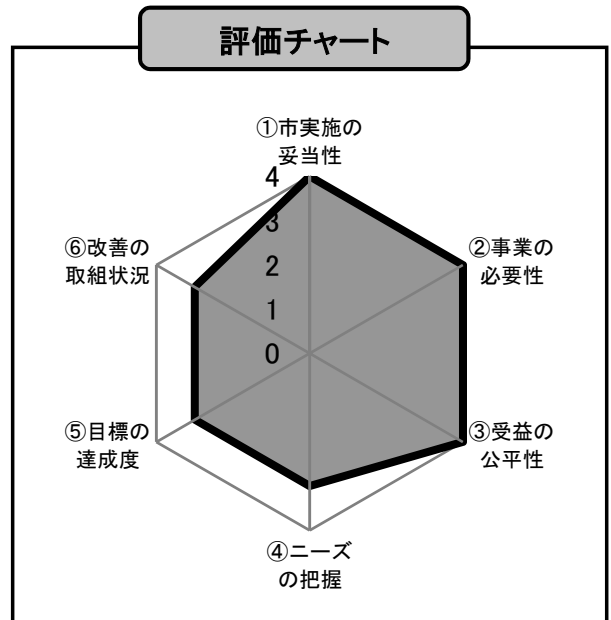 評価チャート
①市実施の
妥当性
4
3
2
1
0
②事業の
必要性
③受益の
公平性
④ニーズ
の把握
⑤目標の
達成度
⑥改善の
取組状況